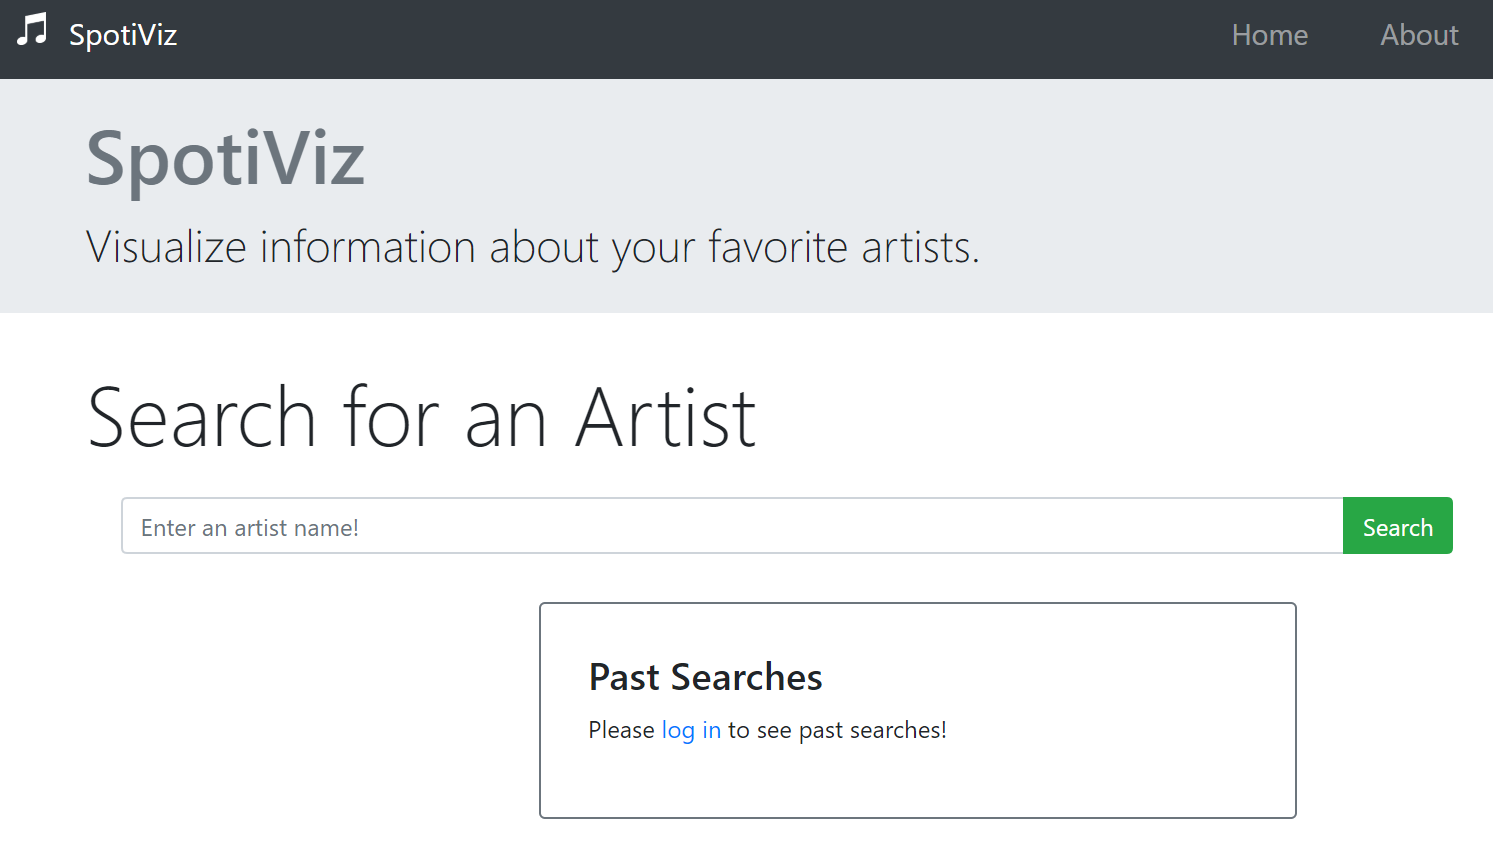 SpotiViz
Home
About
SpotiViz
Visualize information about your favorite artists.
Search for an Artist
Enter an artist name!
Search
Past Searches
Please log in to see past searches!